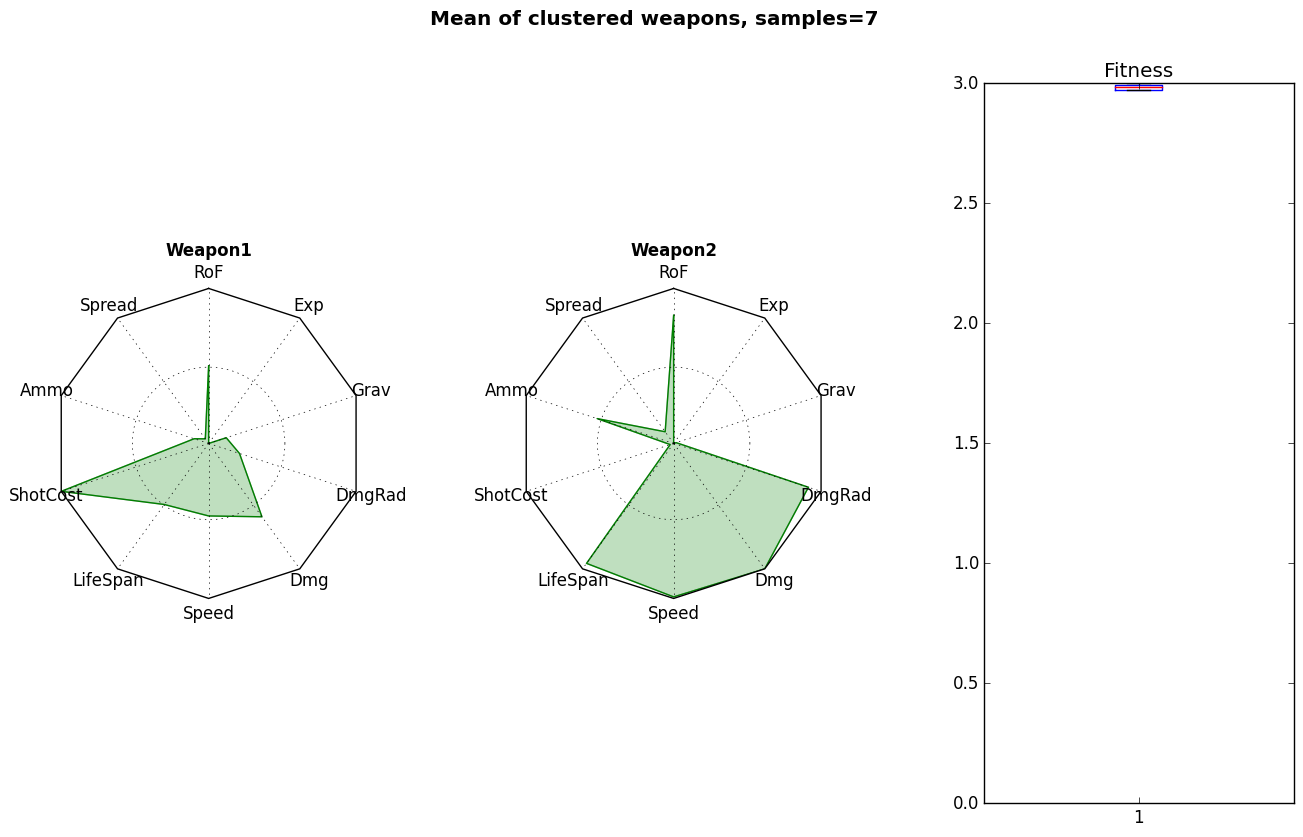 Mean of clustered weapons, samples=7
Weapon1
RoF
Spread
Exp
Ammo
Grav
ShotCost
DmgRad
LifeSpan
Dmg
Speed
Weapon2
RoF
Spread
Exp
Ammo
Grav
ShotCost
DmgRad
LifeSpan
Dmg
Speed
Fitness
3.0
2.5
2.0
1.5
1.0
0.5
0.0
1